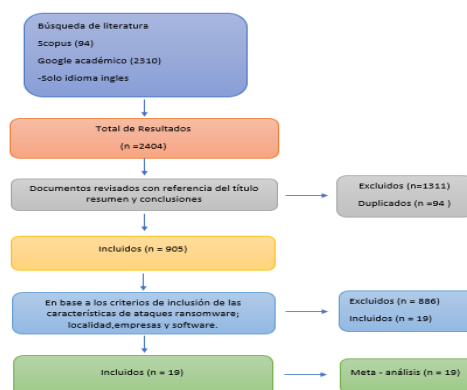 Búsqueda de literatura
Scopus (94)
Google académico (2310)
-Solo idioma ingles
Total de Resultados
(n =2404)
Documentos revisados con referencia del título
resumen y conclusiones
Excluidos (n=1311)
Duplicados (n=94 )
Incluidos (n = 905)
En base a los criterios de inclusión de las
características de ataques ransomware;
localidad,empresas y software.
Excluidos (n = 886)
Incluidos (n = 19)
Incluidos (n = 19)
Meta - análisis (n = 19)